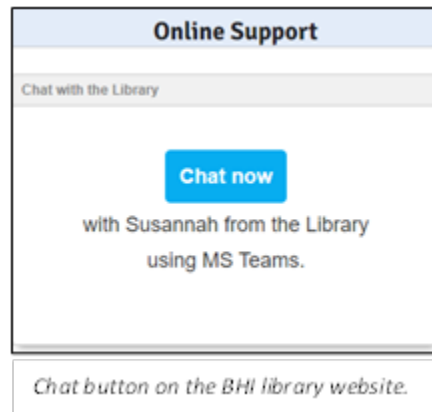 Online Support
Chat with the Library
Chat now
with Susannah from the Library
using MS Teams.
Chat button on the BHI library website.